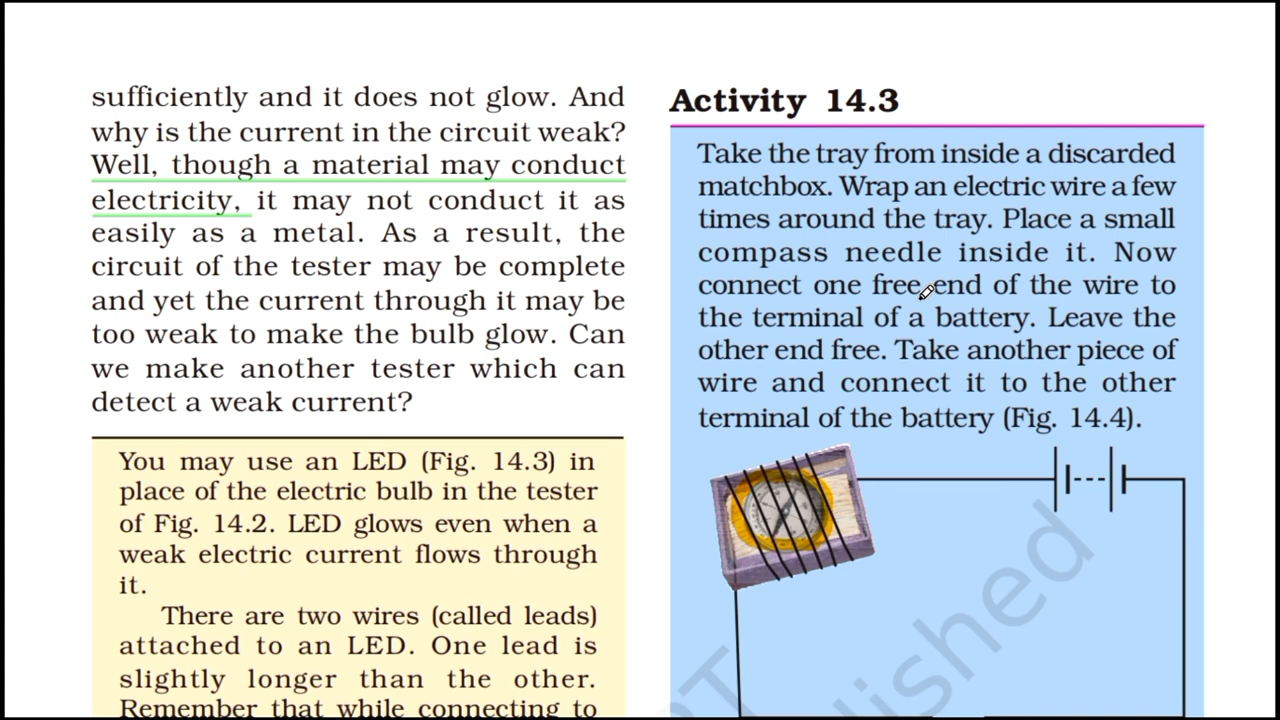 sufficiently and it does not glow. And
why is the current in the circuit weak?
Well, though a material may conduct
electricity, it may not conduct it as
easily as a metal. As a result, the
circuit of the tester may be complete
and yet the current through it may be
too weak to make the bulb glow. Can
we make another tester which can
detect a weak current?
You may use an LED (Fig. 14.3) in
place of the electric bulb in the tester
of Fig. 14.2. LED glows even when a
weak electric current flows through
it.
There are two wires (called leads)
attached to an LED. One lead is
slightly longer than the other.
Remember that while connecting to
Activity 14.3
Take the tray from inside a discarded
matchbox. Wrap an electric wire a few
times around the tray. Place a small
compass needle inside it. Now
connect one free end of the wire to
the terminal of a battery. Leave the
other end free. Take another piece of
wire and connect it to the other
terminal of the battery (Fig. 14.4).